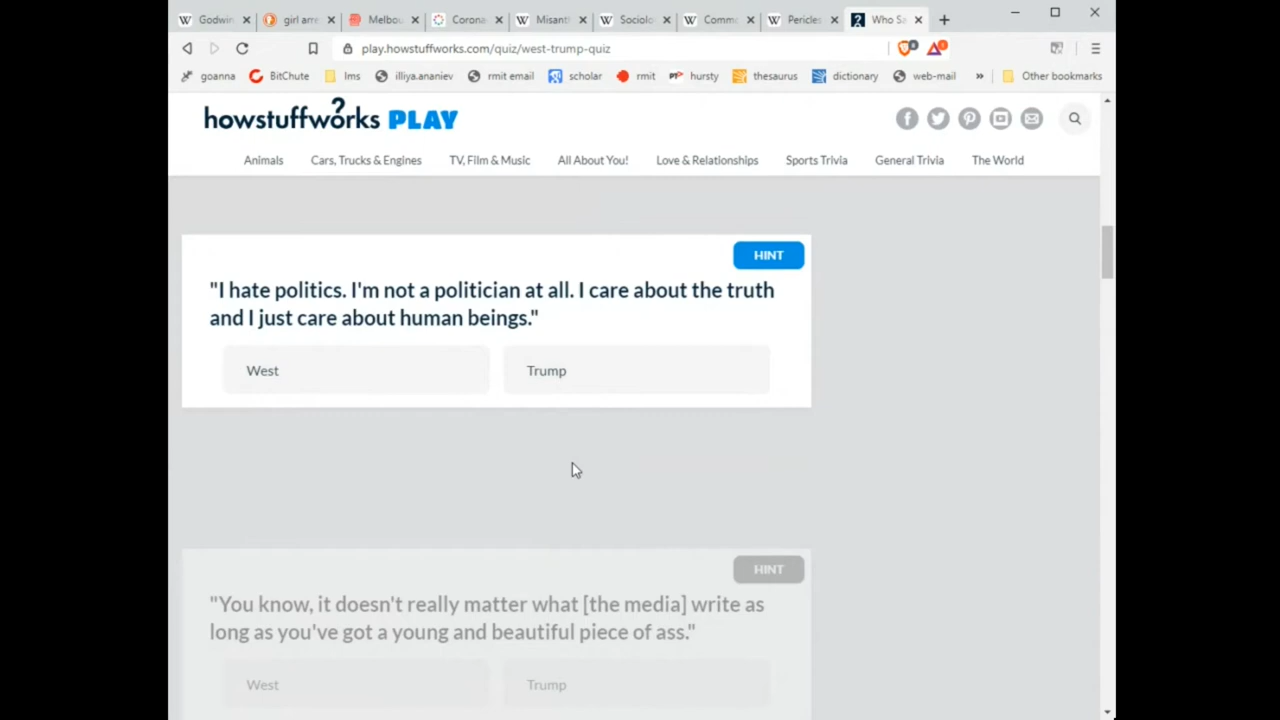 Godwin
girl arre
Melbou
Corona
Misanth
Sociolo
Commo
Pericles
Who Sa
play.howstuffworks.com/quiz/west-trump-quiz
goanna
BitChute
lms
illiya.ananiev
rmit email
scholar
rmit
hursty
thesaurus
dictionary
web-mail
»
Other bookmarks
howstuffworks PLAY
Animals
Cars, Trucks & Engines
TV, Film & Music
All About You!
Love & Relationships
Sports Trivia
General Trivia
The World
HINT
"I hate politics. I'm not a politician at all. I care about the truth
and I just care about human beings."
West
Trump
HINT
"You know, it doesn't really matter what [the media] write as
long as you've got a young and beautiful piece of ass."
West
Trump